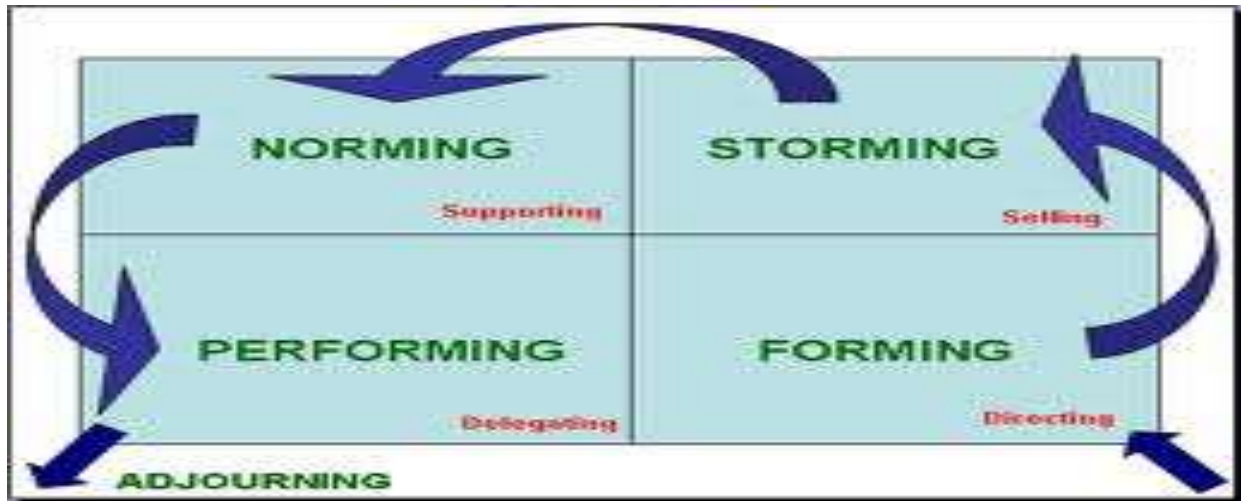 NORMING STORMING
Supporting Selling
PERFORMING FORMING
Delegating Directing
ADJOURNING